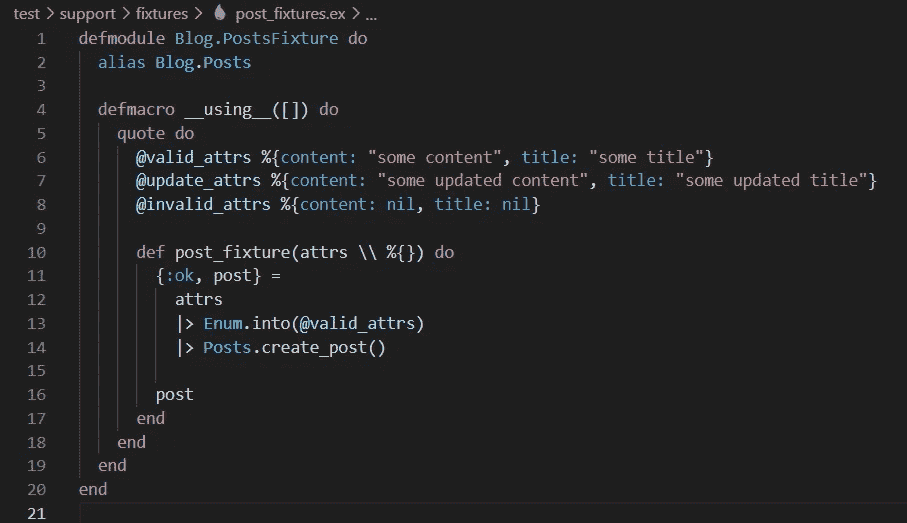 test > support > fixtures > post_fixtures.ex > ...
1 defmodule Blog.PostsFixture do
2   alias Blog.Posts
3
4   defmacro __using__([]) do
5     quote do
6       @valid_attrs %{content: "some content", title: "some title"}
7       @update_attrs %{content: "some updated content", title: "some updated title"}
8       @invalid_attrs %{content: nil, title: nil}
9
10       def post_fixture(attrs \\ %{}) do
11         {:ok, post} =
12           attrs
13           |> Enum.into(@valid_attrs)
14           |> Posts.create_post()
15
16         post
17       end
18     end
19   end
20 end
21